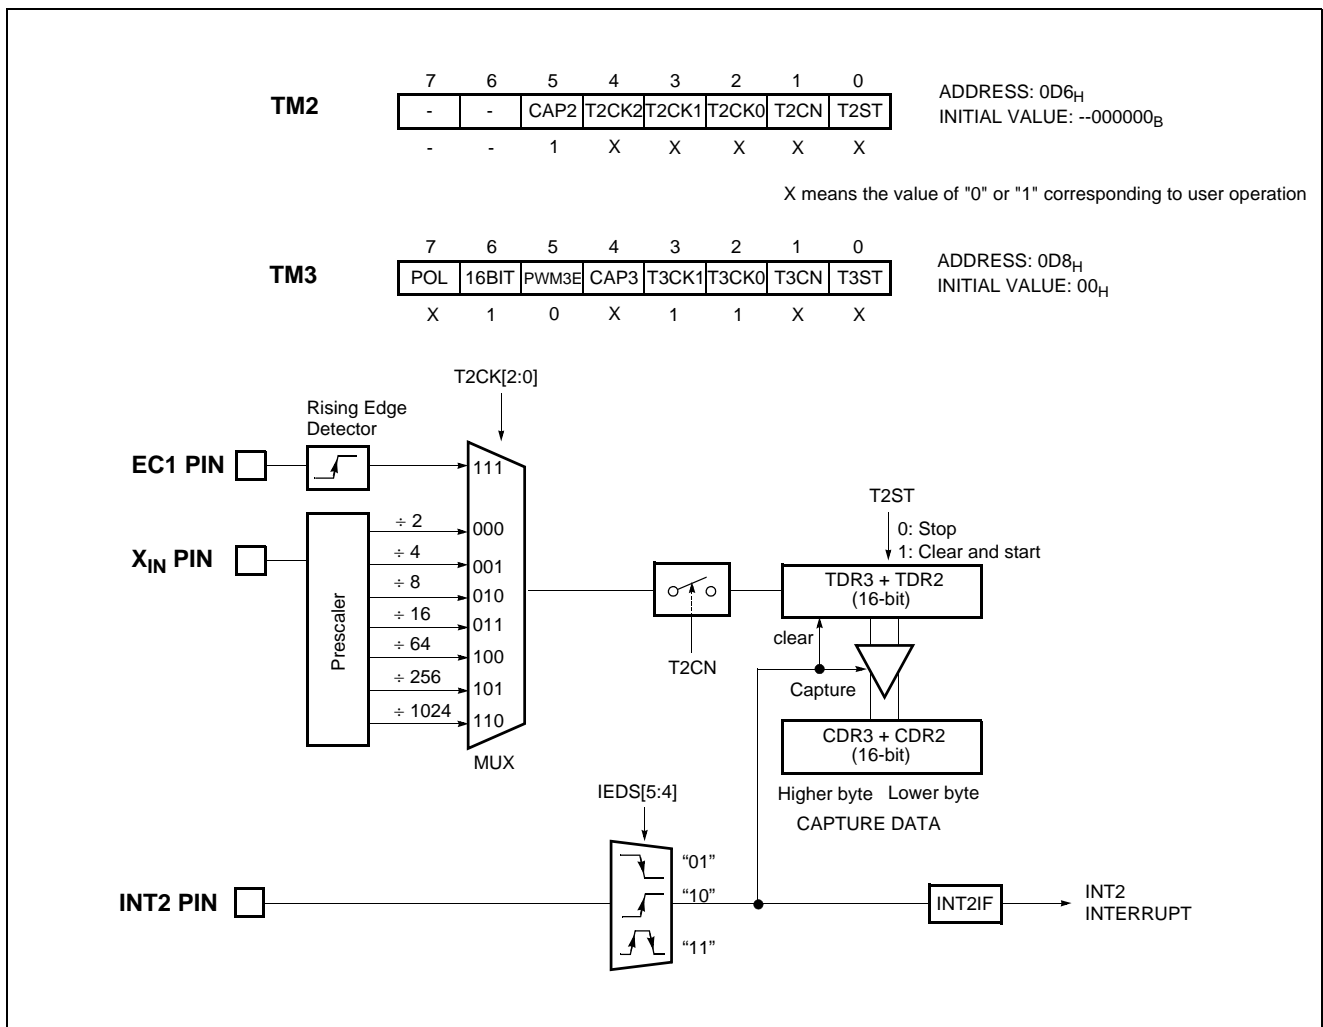 7 6 5 4 3 2 1 0
TM2 - - CAP2 T2CK2 T2CK1 T2CK0 T2CN T2ST
ADDRESS: 0D6H
INITIAL VALUE: --000000B
- - 1 X X X X X
X means the value of "0" or "1" corresponding to user operation
7 6 5 4 3 2 1 0
TM3 POL 16BIT PWM3E CAP3 T3CK1 T3CK0 T3CN T3ST
ADDRESS: 0D8H
INITIAL VALUE: 00H
X 1 0 X 1 1 X X
T2CK[2:0]
Rising Edge
Detector
EC1 PIN
111
T2ST
0: Stop
1: Clear and start
XIN PIN
Prescaler
÷ 2 000
÷ 4 001
÷ 8 010
÷ 16 011
÷ 64 100
÷ 256 101
÷ 1024 110
MUX
T2CN
TDR3 + TDR2
(16-bit)
clear
Capture
CDR3 + CDR2
(16-bit)
Higher byte Lower byte
CAPTURE DATA
IEDS[5:4]
“01”
INT2 PIN
“10”
“11”
INT2IF
INT2
INTERRUPT